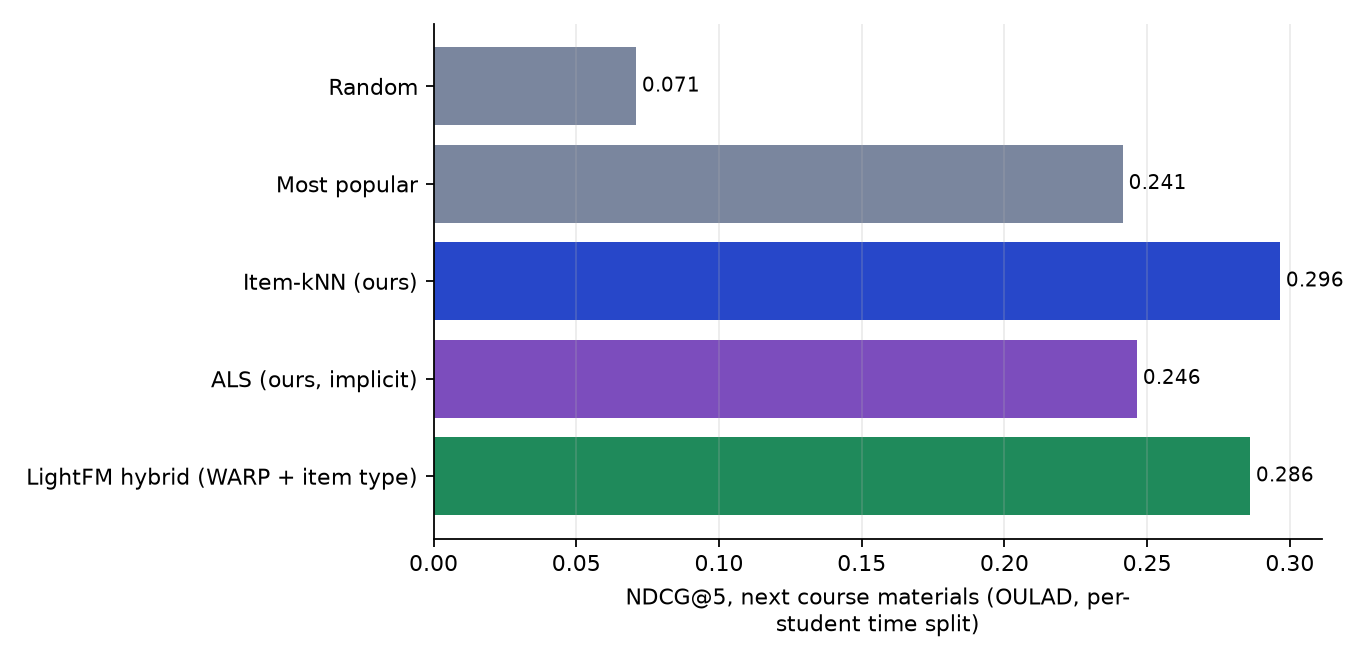 Random
0.071
Most popular
0.241
Item-kNN (ours)
0.296
ALS (ours, implicit)
0.246
LightFM hybrid (WARP + item type)
0.286
0.00 0.05 0.10 0.15 0.20 0.25 0.30
NDCG@5, next course materials (OULAD, per-
student time split)